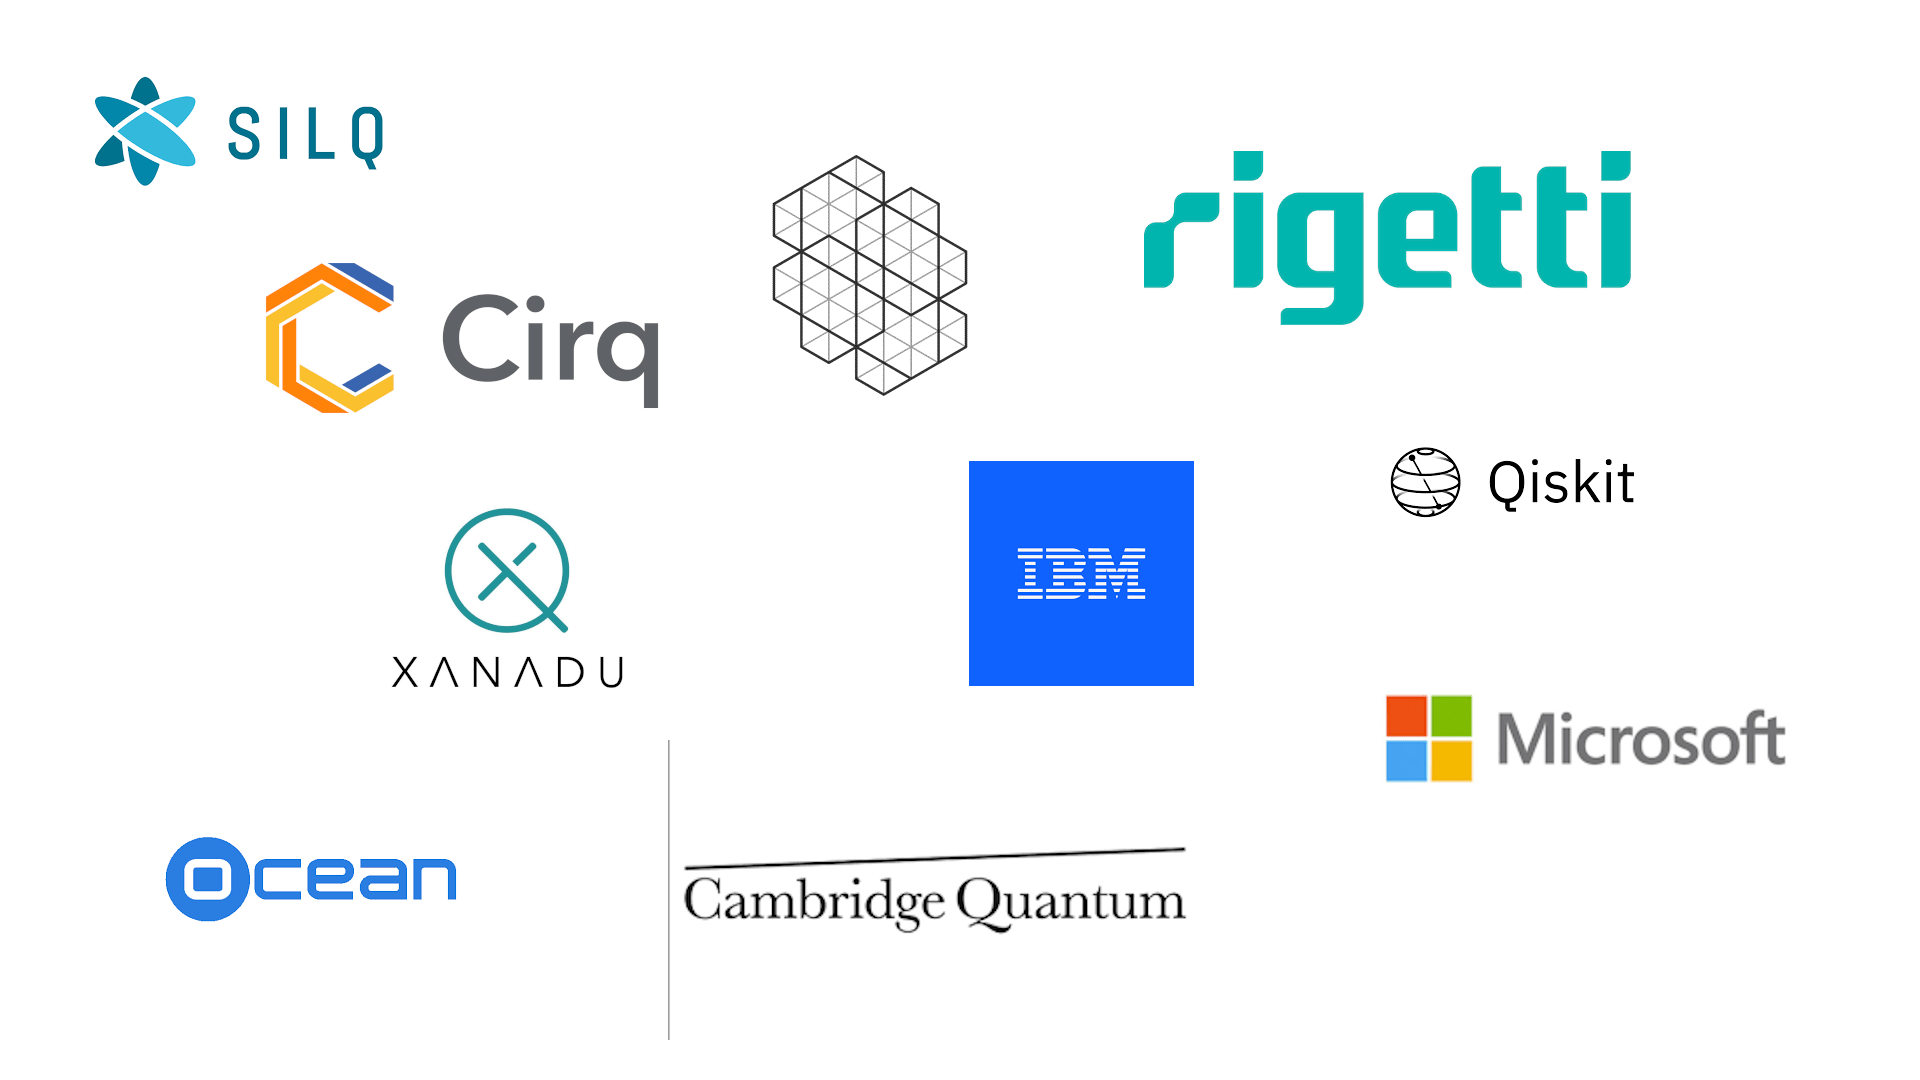 SILQ
rigetti
Cirq
Qiskit
IBM
XANADU
Microsoft
ocean
Cambridge Quantum